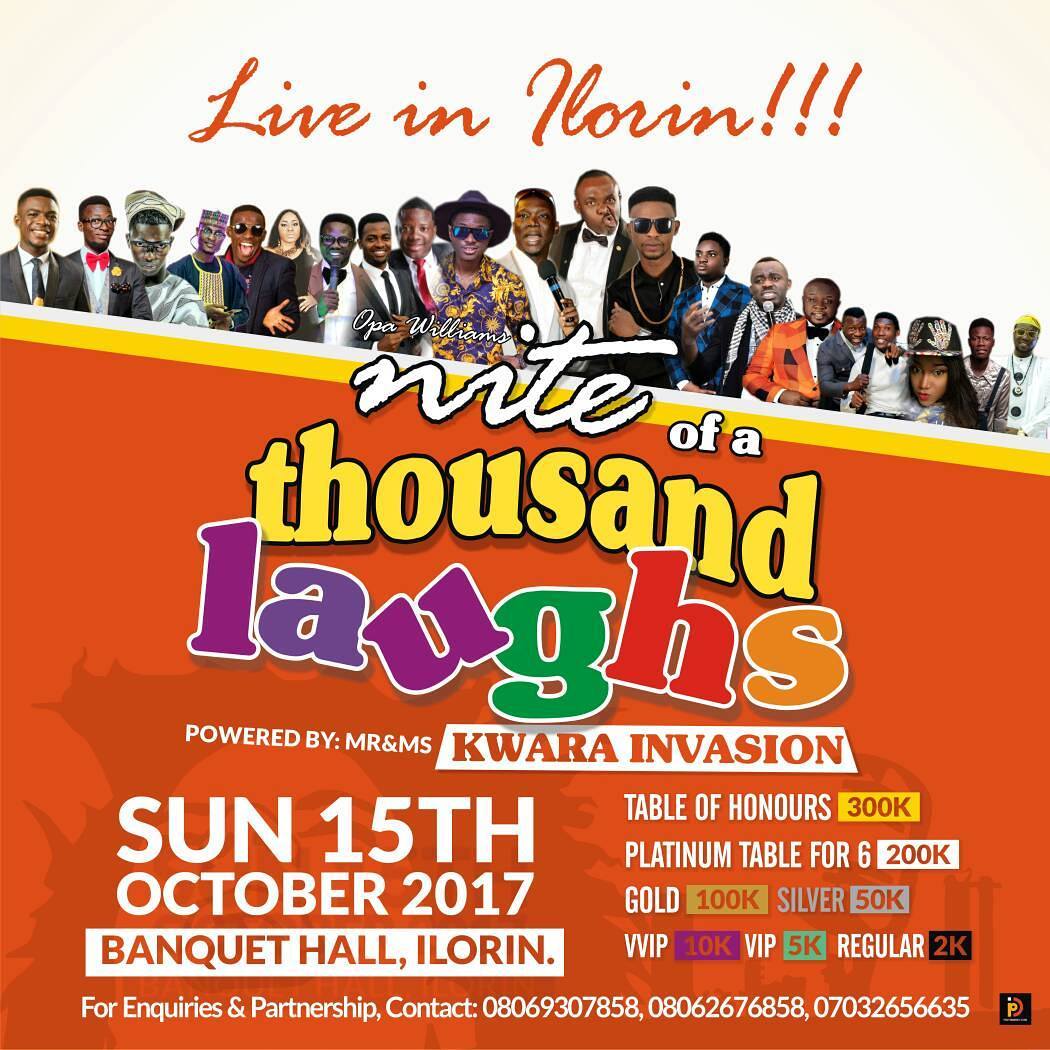 Live in Ilorin!!!
Opa Williams
nite of a
thousand
laughs
POWERED BY: MR&MS KWARA INVASION
SUN 15TH
OCTOBER 2017
BANQUET HALL, ILORIN.
TABLE OF HONOURS 300K
PLATINUM TABLE FOR 6 200K
GOLD 100K SILVER 50K
VVIP 10K VIP 5K REGULAR 2K
For Enquiries & Partnership, Contact: 08069307858, 08062676858, 07032656635